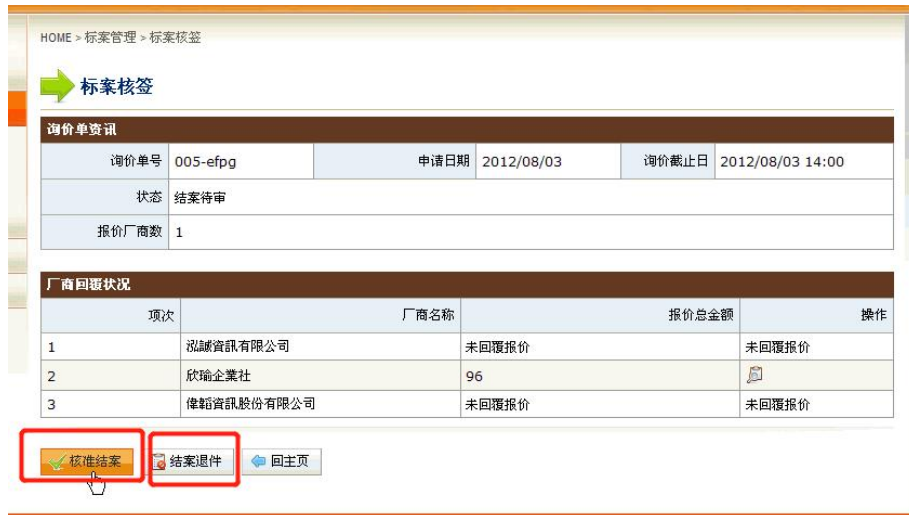 HOME > 标案管理 > 标案核签
标案核签
询价单资讯
询价单号 005-efpg 申请日期 2012/08/03 询价截止日 2012/08/03 14:00
状态 结案待审
报价厂商数 1
厂商回覆状况
项次 厂商名称 报价总金额 操作
1 泓誠資訊有限公司 未回覆报价 未回覆报价
2 欣瑜企業社 96
3 偉韜資訊股份有限公司 未回覆报价 未回覆报价
核准结案 结案退件 回主页